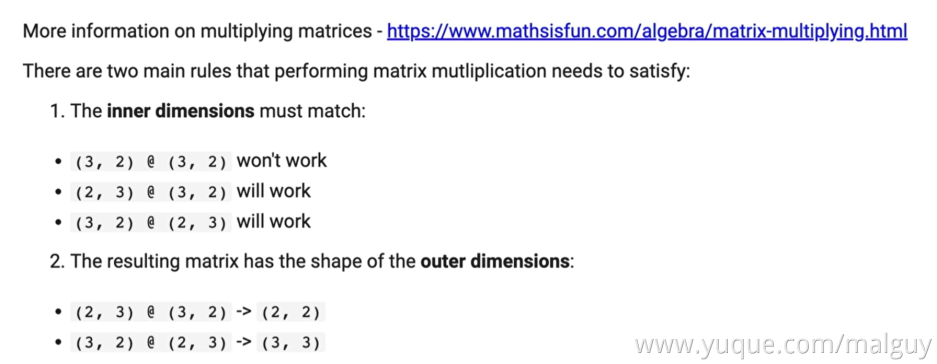 More information on multiplying matrices - https://www.mathsisfun.com/algebra/matrix-multiplying.html
There are two main rules that performing matrix mutliplication needs to satisfy:
1. The inner dimensions must match:
• (3, 2) @ (3, 2) won't work
• (2, 3) @ (3, 2) will work
• (3, 2) @ (2, 3) will work
2. The resulting matrix has the shape of the outer dimensions:
• (2, 3) @ (3, 2) -> (2, 2)
• (3, 2) @ (2, 3) -> (3, 3)
www.yuque.com/malguy